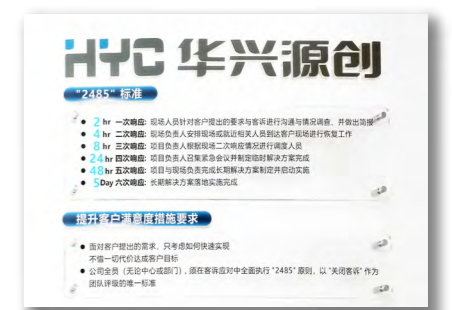 HYC 华兴源创
"2485" 标准
● 2 hr 一次响应: 现场人员针对客户提出的要求与客诉进行沟通与情况调查, 并做出简报
● 4 hr 二次响应: 现场负责人安排现场或就近相关人员到达客户现场进行恢复工作
● 8 hr 三次响应: 项目负责人根据现场二次响应情况进行调度人员
● 24 hr 四次响应: 项目负责人召集紧急会议并制定临时解决方案完成
● 48 hr 五次响应: 项目与现场负责完成长期解决方案制定并启动实施
● 5 Day 六次响应: 长期解决方案落地实施完成
提升客户满意度措施要求
● 面对客户提出的需求, 只考虑如何快速实现
不惜一切代价达成客户目标
● 公司全员 (无论中心或部门), 须在客诉应对中全面执行 "2485" 原则, 以 "关闭客诉" 作为
团队评级的唯一标准